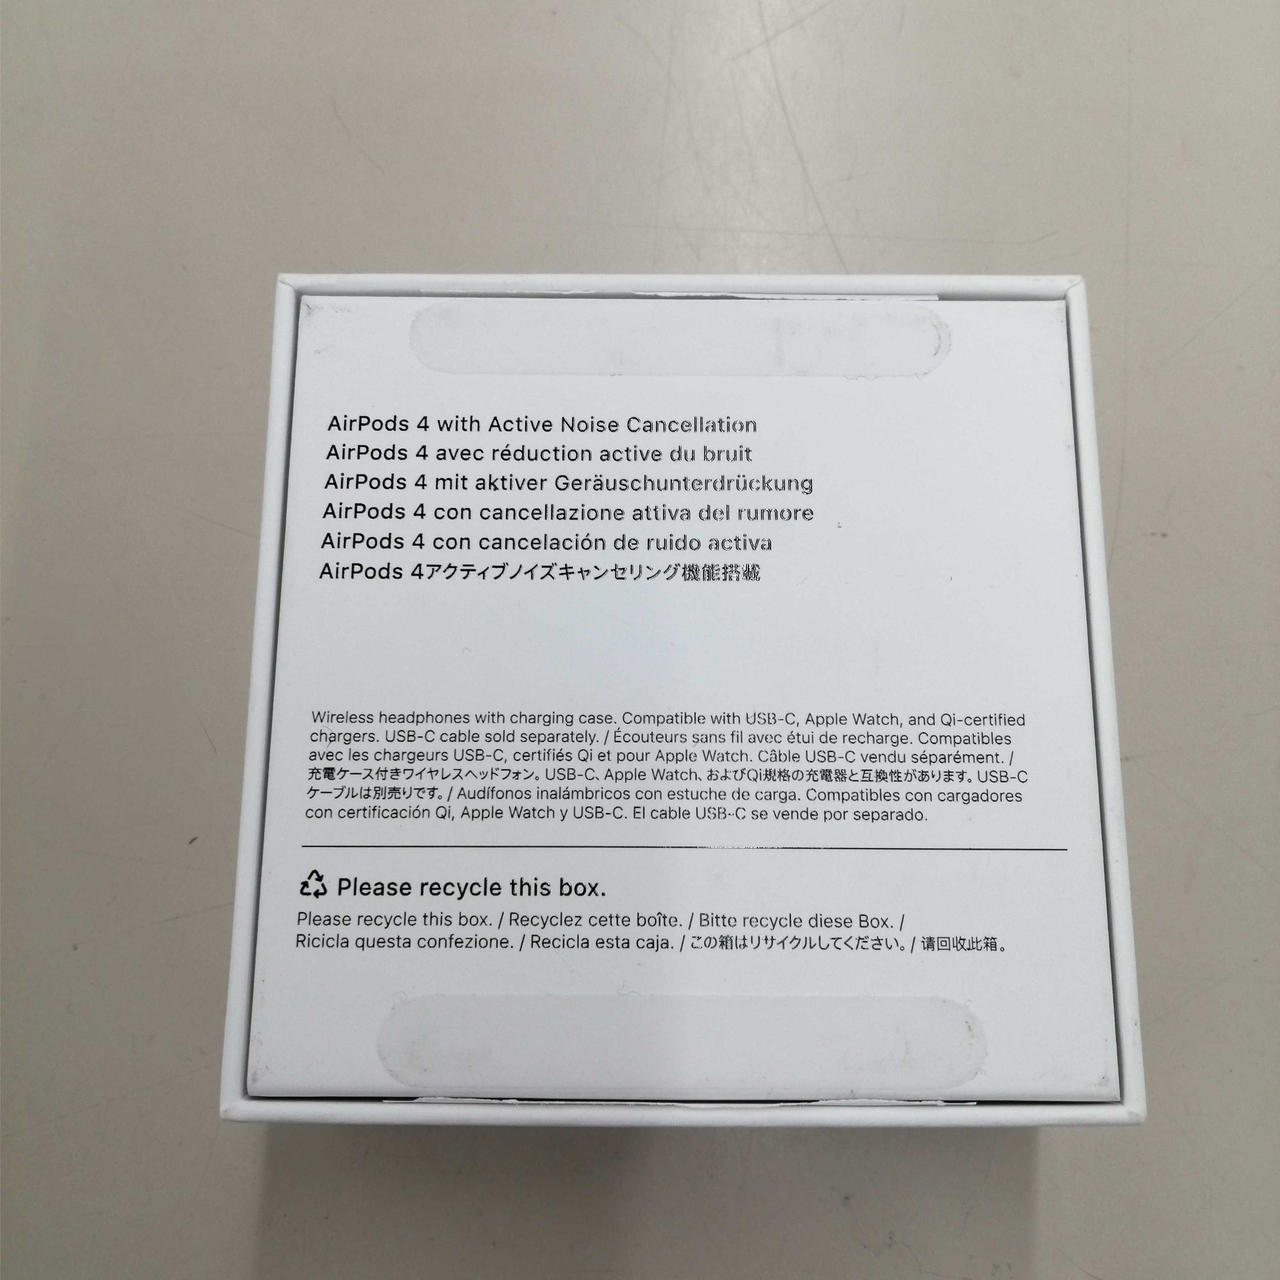 AirPods 4 with Active Noise Cancellation
AirPods 4 avec réduction active du bruit
AirPods 4 mit aktiver Geräuschunterdrückung
AirPods 4 con cancellazione attiva del rumore
AirPods 4 con cancelación de ruido activa
AirPods 4アクティブノイズキャンセリング機能搭載
Wireless headphones with charging case. Compatible with USB-C, Apple Watch, and Qi-certified
chargers. USB-C cable sold separately. / Écouteurs sans fil avec étui de recharge. Compatibles
avec les chargeurs USB-C, certifiés Qi et pour Apple Watch. Câble USB-C vendu séparément. /
充電ケース付きワイヤレスヘッドフォン。USB-C、Apple Watch、およびQi規格の充電器と互換性があります。USB-C
ケーブルは別売りです。/ Audífonos inalámbricos con estuche de carga. Compatibles con cargadores
con certificación Qi, Apple Watch y USB-C. El cable USB-C se vende por separado.
Please recycle this box.
Please recycle this box. / Recyclez cette boîte. / Bitte recycle diese Box. /
Ricicla questa confezione. / Recicla esta caja. / この箱はリサイクルしてください。/ 请回收此箱。